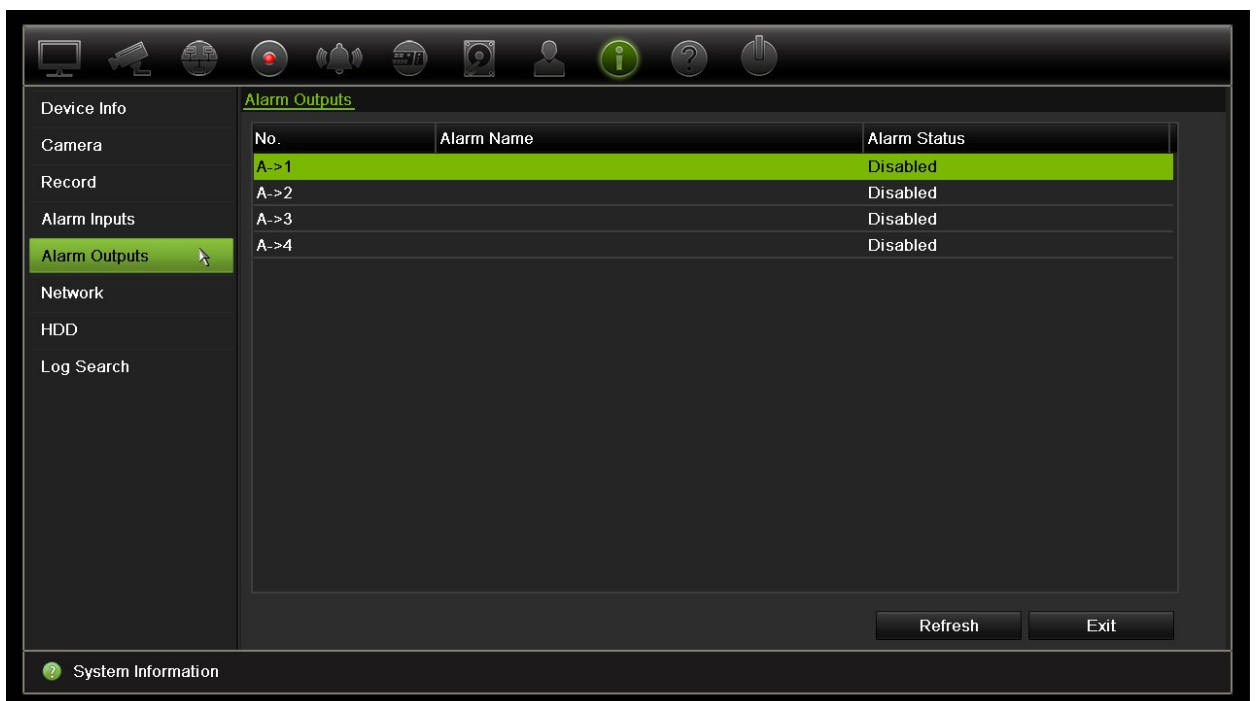 Device Info
Camera
Record
Alarm Inputs
Alarm Outputs
Network
HDD
Log Search
Alarm Outputs
No. Alarm Name Alarm Status
A->1 Disabled
A->2 Disabled
A->3 Disabled
A->4 Disabled
Refresh Exit
System Information